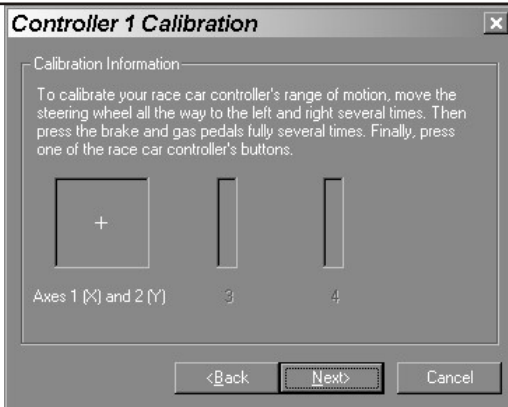 Controller 1 Calibration
Calibration Information
To calibrate your race car controller's range of motion, move the
steering wheel all the way to the left and right several times. Then
press the brake and gas pedals fully several times. Finally, press
one of the race car controller's buttons.
Axes 1 (X) and 2 (Y) 3 4
<Back Next> Cancel